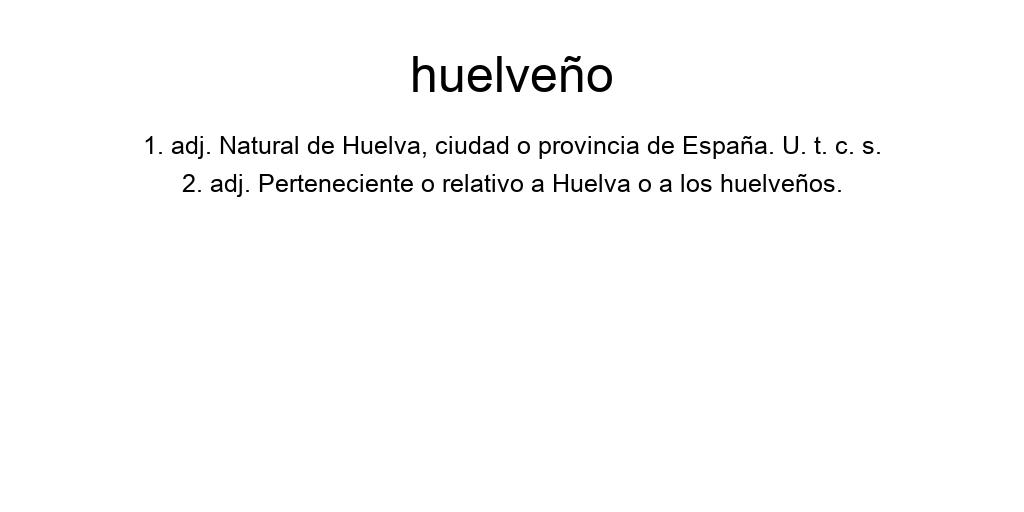 huelveño
1. adj. Natural de Huelva, ciudad o provincia de España. U. t. c. s.
2. adj. Perteneciente o relativo a Huelva o a los huelveños.